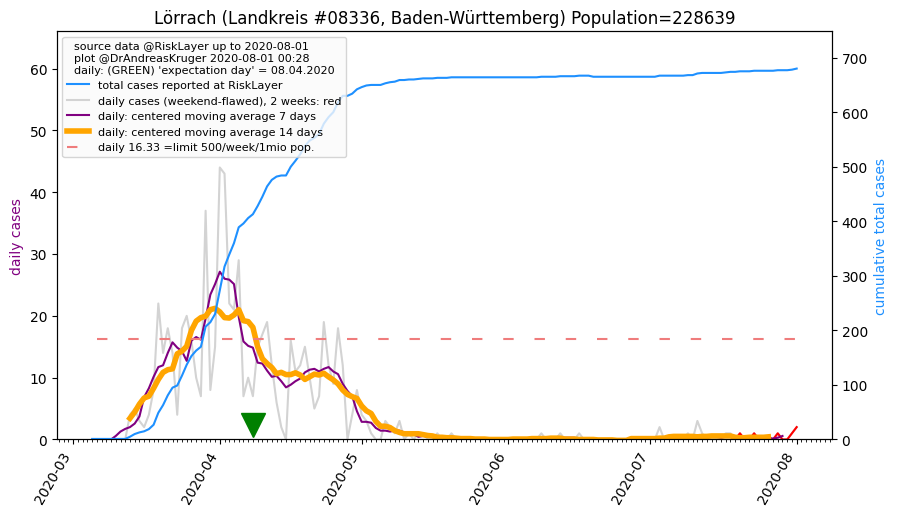 Lörrach (Landkreis #08336, Baden-Württemberg) Population=228639
source data @RiskLayer up to 2020-08-01
plot @DrAndreasKruger 2020-08-01 00:28
daily: (GREEN) 'expectation day' = 08.04.2020
total cases reported at RiskLayer
daily cases (weekend-flawed), 2 weeks: red
daily: centered moving average 7 days
daily: centered moving average 14 days
daily 16.33 =limit 500/week/1mio pop.
daily cases
60
50
40
30
20
10
0
cumulative total cases
700
600
500
400
300
200
100
0
2020-03
2020-04
2020-05
2020-06
2020-07
2020-08